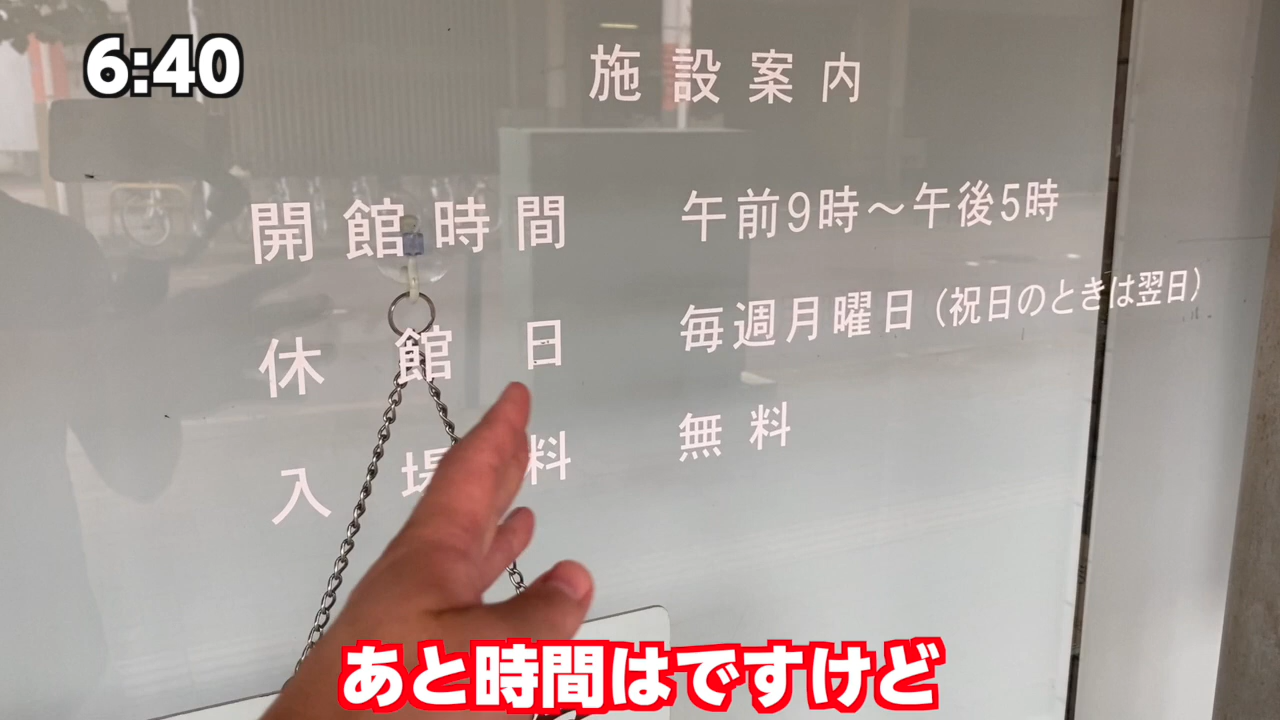 6:40
施設案内
開館時間 午前9時～午後5時
休館日 毎週月曜日(祝日のときは翌日)
入場料 無料
あと時間はですけど